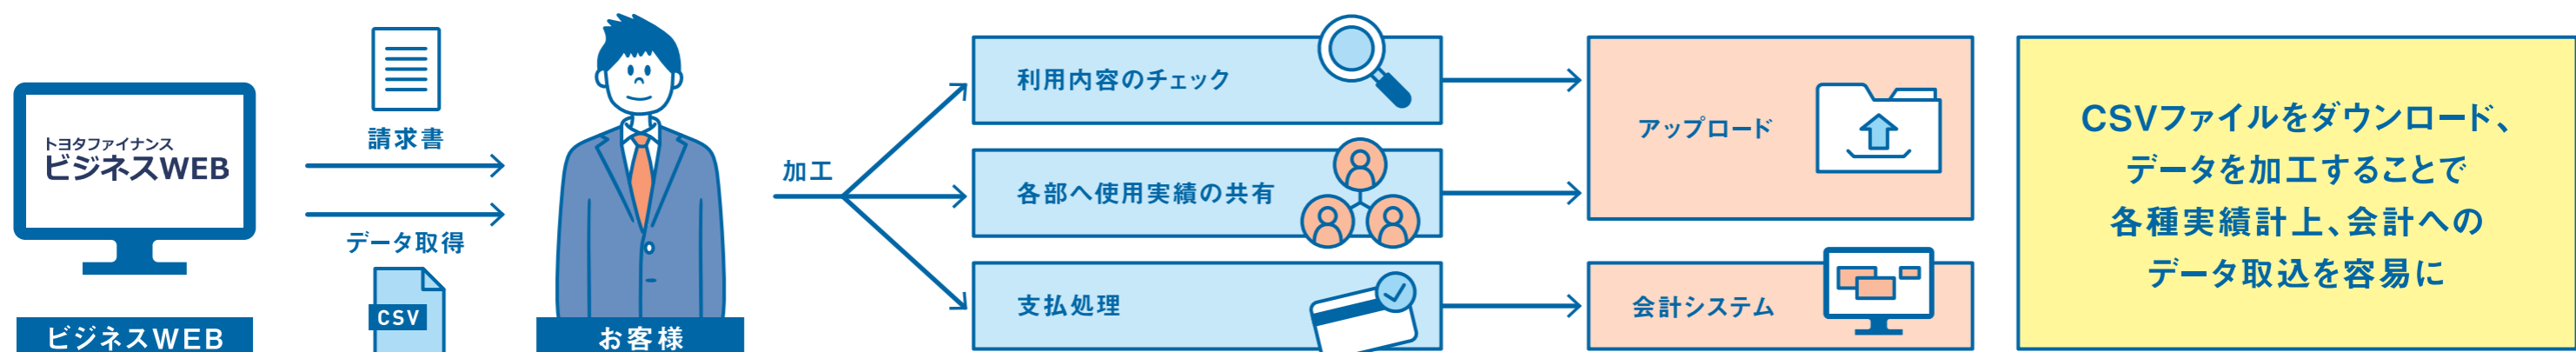 トヨタファイナンス
ビジネスWEB
ビジネスWEB
請求書
データ取得
CSV
お客様
加工
利用内容のチェック
各部へ使用実績の共有
支払処理
アップロード
会計システム
CSVファイルをダウンロード、
データを加工することで
各種実績計上、会計への
データ取込を容易に